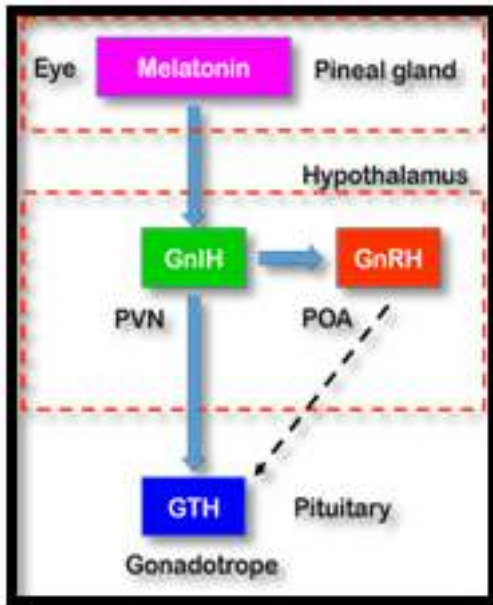 Eye Melatonin Pineal gland
Hypothalamus
GnIH GnRH
PVN POA
GTH Pituitary
Gonadotrope